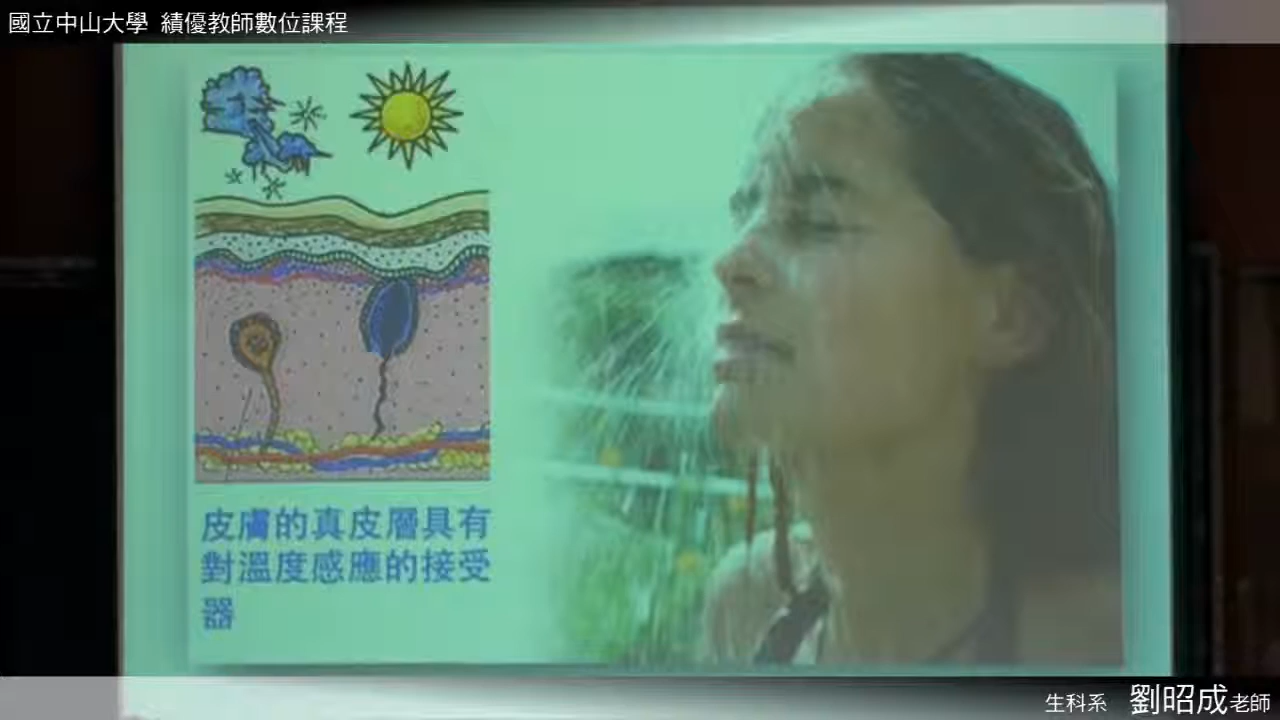 國立中山大學 績優教師數位課程
皮膚的真皮層具有
對溫度感應的接受
器
生科系 劉昭成老師